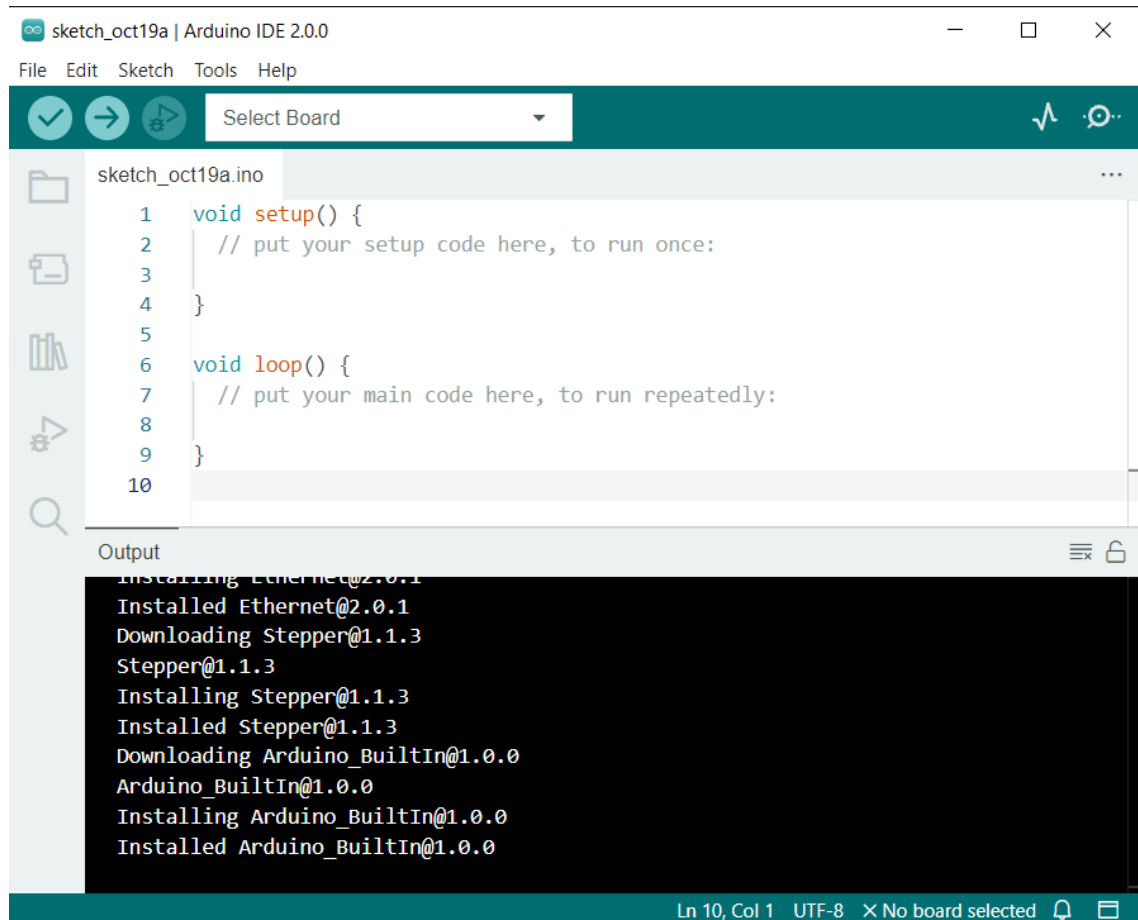 sketch_oct19a | Arduino IDE 2.0.0
File Edit Sketch Tools Help
Select Board
sketch_oct19a.ino
1 void setup() {
2   // put your setup code here, to run once:
3
4 }
5
6 void loop() {
7   // put your main code here, to run repeatedly:
8
9 }
10
Output
Installing Ethernet@2.0.1
Installed Ethernet@2.0.1
Downloading Stepper@1.1.3
Stepper@1.1.3
Installing Stepper@1.1.3
Installed Stepper@1.1.3
Downloading Arduino_BuiltIn@1.0.0
Arduino_BuiltIn@1.0.0
Installing Arduino_BuiltIn@1.0.0
Installed Arduino_BuiltIn@1.0.0
Ln 10, Col 1 UTF-8 No board selected